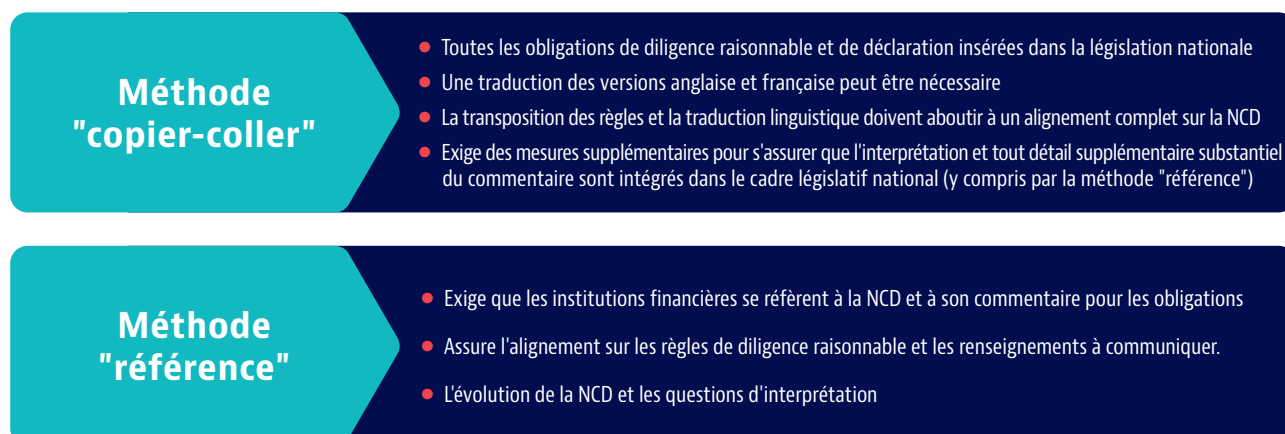 Méthode
"copier-coller"
● Toutes les obligations de diligence raisonnable et de déclaration insérées dans la législation nationale
● Une traduction des versions anglaise et française peut être nécessaire
● La transposition des règles et la traduction linguistique doivent aboutir à un alignement complet sur la NCD
● Exige des mesures supplémentaires pour s'assurer que l'interprétation et tout détail supplémentaire substantiel
du commentaire sont intégrés dans le cadre législatif national (y compris par la méthode "référence")
Méthode
"référence"
● Exige que les institutions financières se réfèrent à la NCD et à son commentaire pour les obligations
● Assure l'alignement sur les règles de diligence raisonnable et les renseignements à communiquer.
● L'évolution de la NCD et les questions d'interprétation